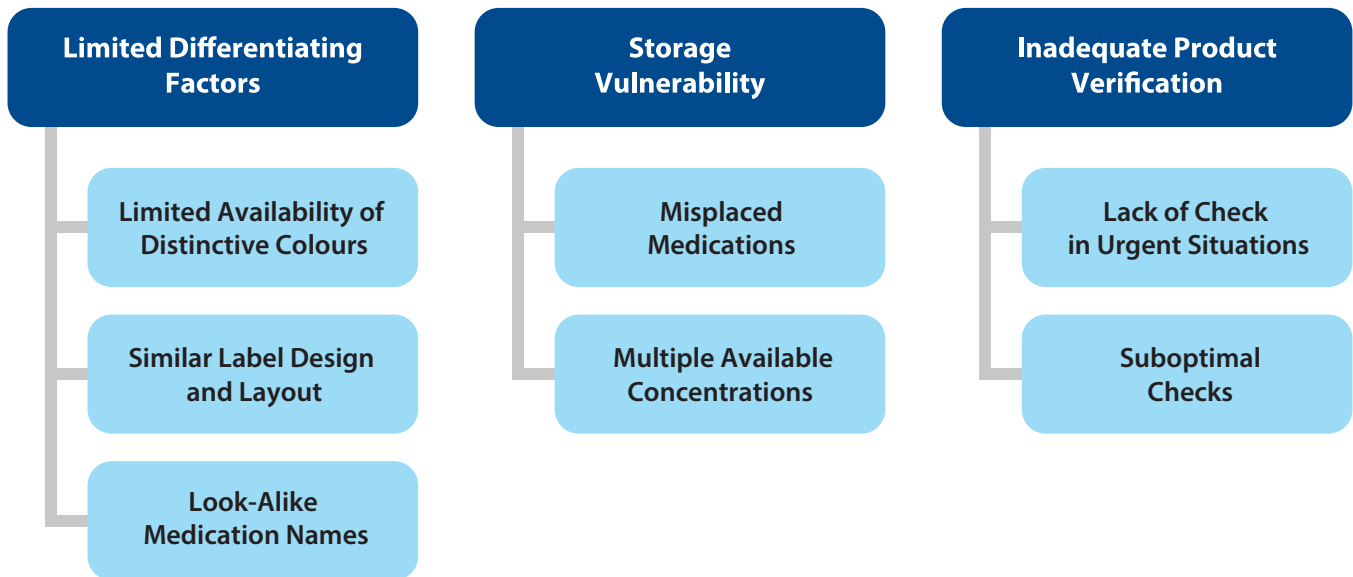 Limited Differentiating
Factors
Limited Availability of
Distinctive Colours
Similar Label Design
and Layout
Look-Alike
Medication Names
Storage
Vulnerability
Misplaced
Medications
Multiple Available
Concentrations
Inadequate Product
Verification
Lack of Check
in Urgent Situations
Suboptimal
Checks